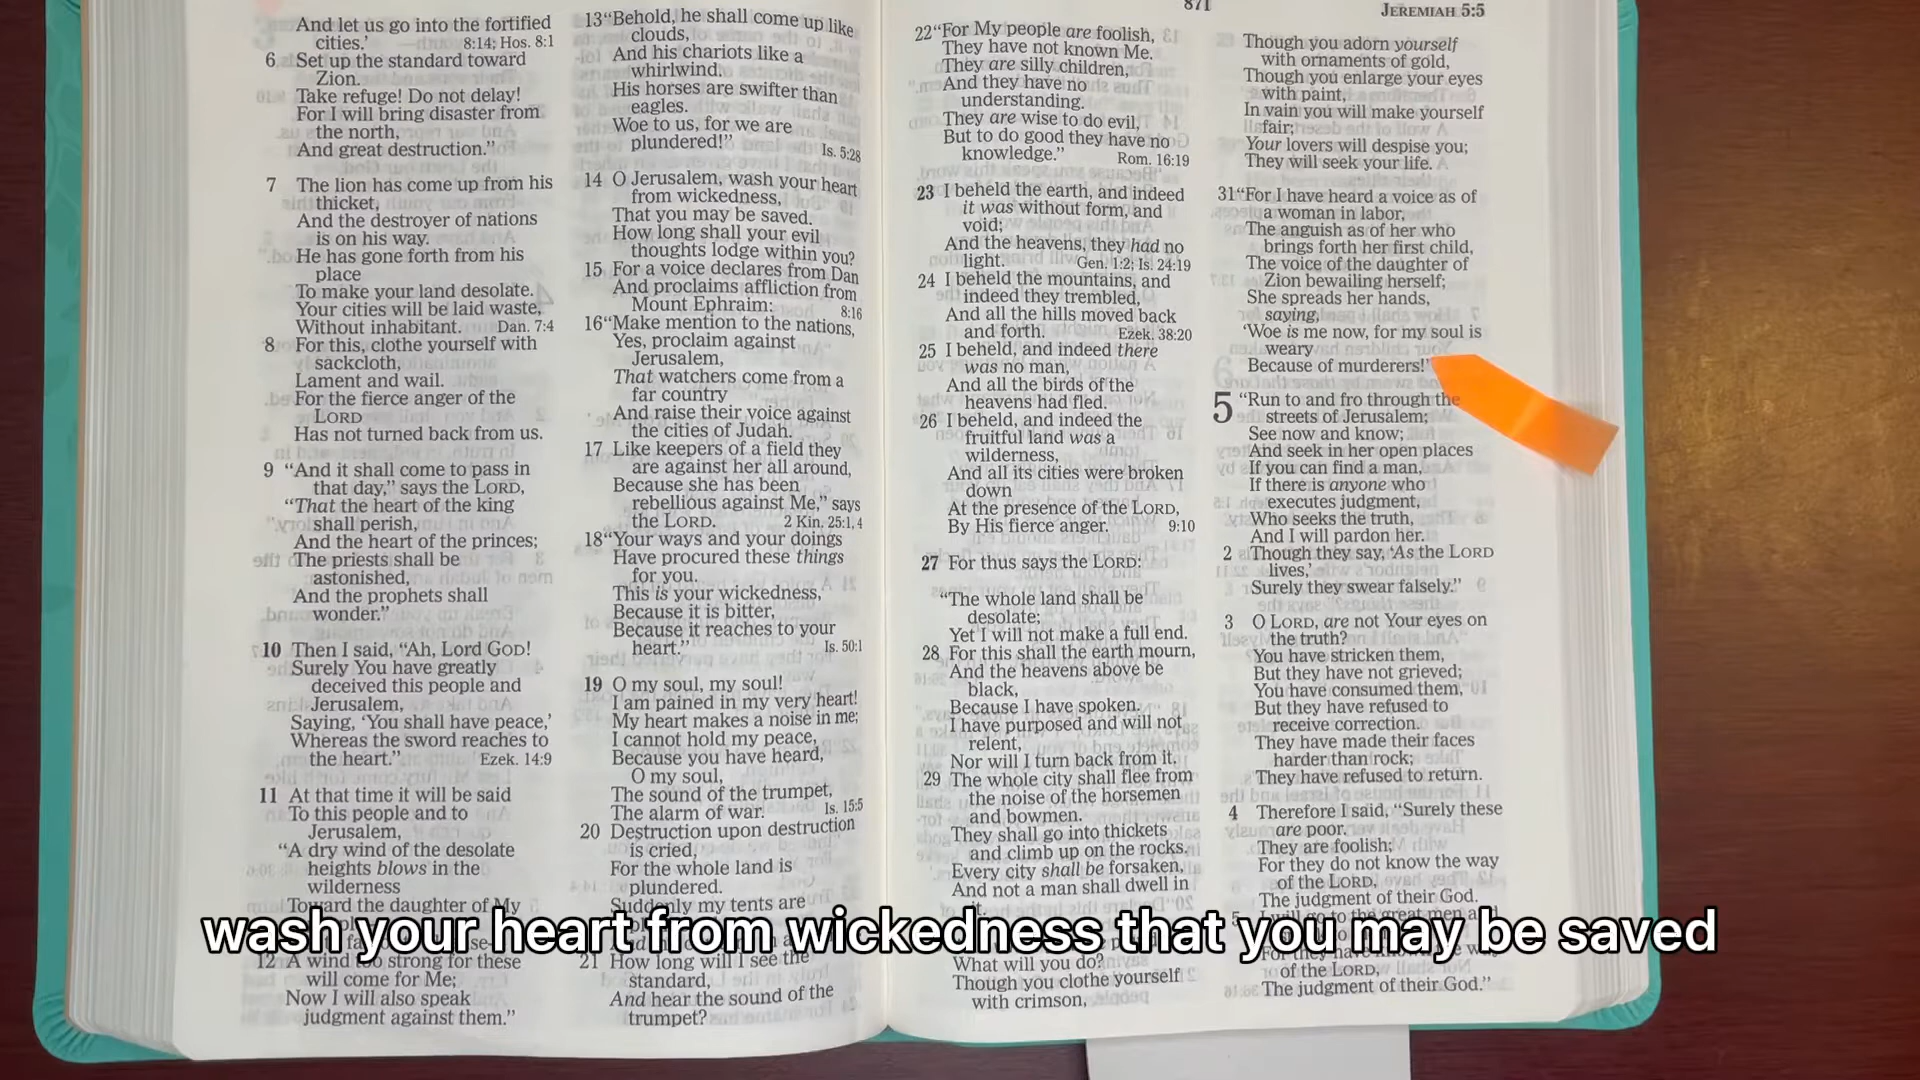 And let us go into the fortified
cities.’ 8:14; Hos. 8:1
6 Set up the standard toward
Zion.
Take refuge! Do not delay!
For I will bring disaster from
the north,
And great destruction.”
7 The lion has come up from his
thicket,
And the destroyer of nations
is on his way.
He has gone forth from his
place
To make your land desolate.
Your cities will be laid waste,
Without inhabitant. Dan. 7:4
8 For this, clothe yourself with
sackcloth,
Lament and wail.
For the fierce anger of the
LORD
Has not turned back from us.
9 “And it shall come to pass in
that day,” says the LORD,
“That the heart of the king
shall perish,
And the heart of the princes;
The priests shall be
astonished,
And the prophets shall
wonder.”
10 Then I said, “Ah, Lord GOD!
Surely You have greatly
deceived this people and
Jerusalem,
Saying, ‘You shall have peace,’
Whereas the sword reaches to
the heart.” Ezek. 14:9
11 At that time it will be said
To this people and to
Jerusalem,
“A dry wind of the desolate
heights blows in the
wilderness
Toward the daughter of My
12 A wind too strong for these
will come for Me;
Now I will also speak
judgment against them.”
13 “Behold, he shall come up like
clouds,
And his chariots like a
whirlwind.
His horses are swifter than
eagles.
Woe to us, for we are
plundered!” Is. 5:28
14 O Jerusalem, wash your heart
from wickedness,
That you may be saved.
How long shall your evil
thoughts lodge within you?
15 For a voice declares from Dan
And proclaims affliction from
Mount Ephraim: 8:16
16 “Make mention to the nations,
Yes, proclaim against
Jerusalem,
That watchers come from a
far country
And raise their voice against
the cities of Judah.
17 Like keepers of a field they
are against her all around,
Because she has been
rebellious against Me,” says
the LORD. 2 Kin. 25:1, 4
18 “Your ways and your doings
Have procured these things
for you.
This is your wickedness,
Because it is bitter,
Because it reaches to your
heart.” Is. 50:1
19 O my soul, my soul!
I am pained in my very heart!
My heart makes a noise in me;
I cannot hold my peace,
Because you have heard,
O my soul,
The sound of the trumpet,
The alarm of war. Is. 15:5
20 Destruction upon destruction
is cried,
For the whole land is
plundered.
Suddenly my tents are
21 How long will I see the
standard,
And hear the sound of the
trumpet?
871
JEREMIAH 5:5
22 “For My people are foolish,
They have not known Me.
They are silly children,
And they have no
understanding.
They are wise to do evil,
But to do good they have no
knowledge.” Rom. 16:19
23 I beheld the earth, and indeed
it was without form, and
void;
And the heavens, they had no
light. Gen. 1:2; Is. 24:19
24 I beheld the mountains, and
indeed they trembled,
And all the hills moved back
and forth. Ezek. 38:20
25 I beheld, and indeed there
was no man,
And all the birds of the
heavens had fled.
26 I beheld, and indeed the
fruitful land was a
wilderness,
And all its cities were broken
down
At the presence of the LORD,
By His fierce anger. 9:10
27 For thus says the LORD:
“The whole land shall be
desolate;
Yet I will not make a full end.
28 For this shall the earth mourn,
And the heavens above be
black,
Because I have spoken.
I have purposed and will not
relent,
Nor will I turn back from it.
29 The whole city shall flee from
the noise of the horsemen
and bowmen.
They shall go into thickets
and climb up on the rocks.
Every city shall be forsaken,
And not a man shall dwell in
it.
What will you do?
Though you clothe yourself
with crimson,
Though you adorn yourself
with ornaments of gold,
Though you enlarge your eyes
with paint,
In vain you will make yourself
fair;
Your lovers will despise you;
They will seek your life.
31 “For I have heard a voice as of
a woman in labor,
The anguish as of her who
brings forth her first child,
The voice of the daughter of
Zion bewailing herself;
She spreads her hands,
saying,
‘Woe is me now, for my soul is
weary
Because of murderers!’
5 “Run to and fro through the
streets of Jerusalem;
See now and know;
And seek in her open places
If you can find a man,
If there is anyone who
executes judgment,
Who seeks the truth,
And I will pardon her.
2 Though they say, ‘As the LORD
lives,’
Surely they swear falsely.”
3 O LORD, are not Your eyes on
the truth?
You have stricken them,
But they have not grieved;
You have consumed them,
But they have refused to
receive correction.
They have made their faces
harder than rock;
They have refused to return.
4 Therefore I said, “Surely these
are poor.
They are foolish;
For they do not know the way
of the LORD,
The judgment of their God.
5 I will go to the great men
of the LORD,
The judgment of their God.”
wash your heart from wickedness that you may be saved